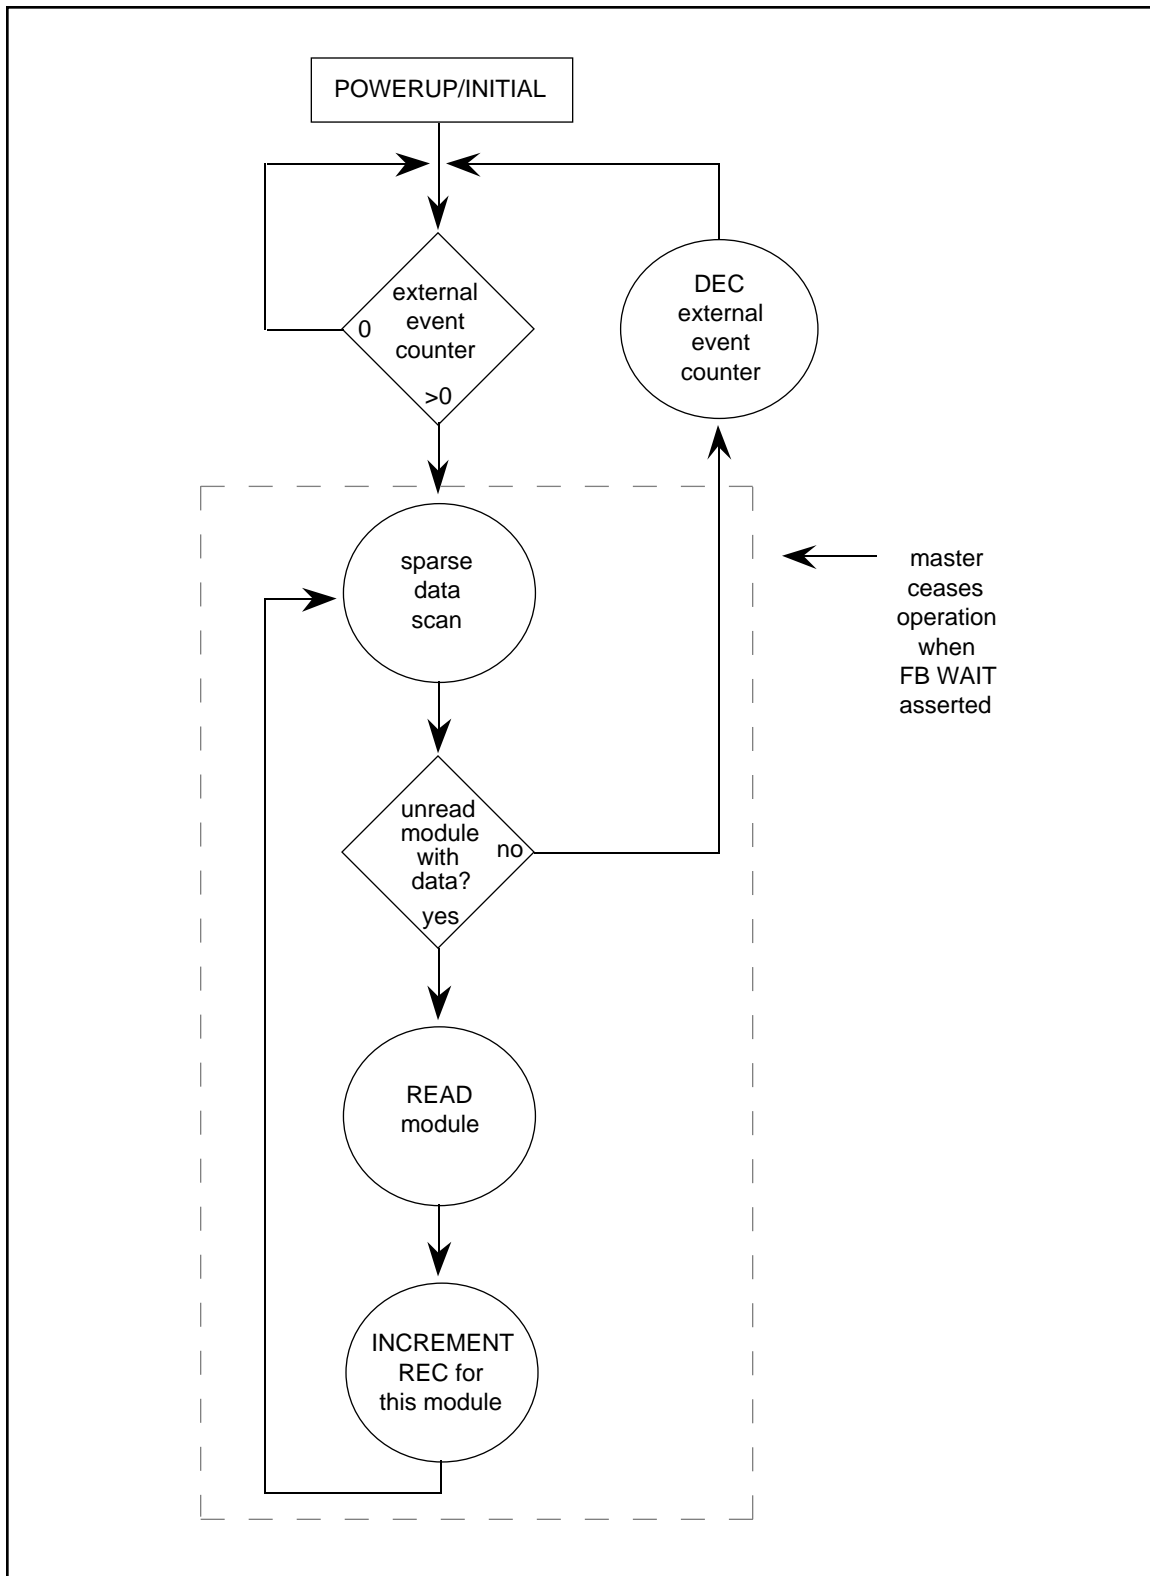 POWERUP/INITIAL
external
event
counter
0
>0
DEC
external
event
counter
sparse
data
scan
master
ceases
operation
when
FB WAIT
asserted
unread
module
with
data?
no
yes
READ
module
INCREMENT
REC for
this module